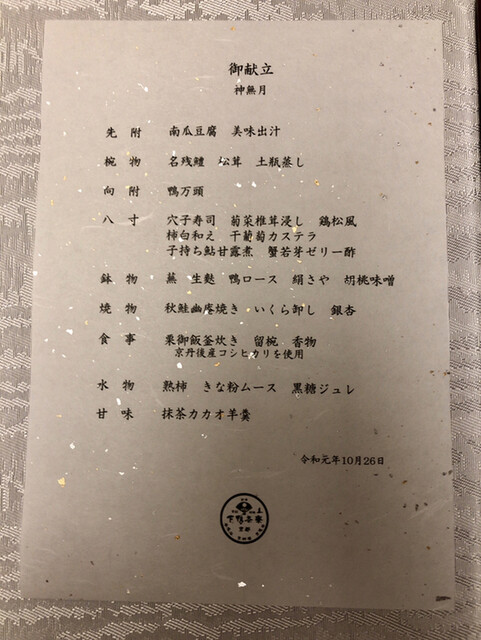 御献立
神無月
先附 南瓜豆腐 美味出汁
椀物 名残鱧 松茸 土瓶蒸し
向附 鴨万頭
八寸 穴子寿司 菊菜椎茸浸し 鶏松風
柿白和え 干葡萄カステラ
子持ち鮎甘露煮 蟹若芽ゼリー酢
鉢物 蕪 生麩 鴨ロース 絹さや 胡桃味噌
焼物 秋鮭幽庵焼き いくら卸し 銀杏
食事 栗御飯釜炊き 留椀 香物
京丹後産コシヒカリを使用
水物 熟柿 きな粉ムース 黒糖ジュレ
甘味 抹茶カカオ羊羹
令和元年10月26日